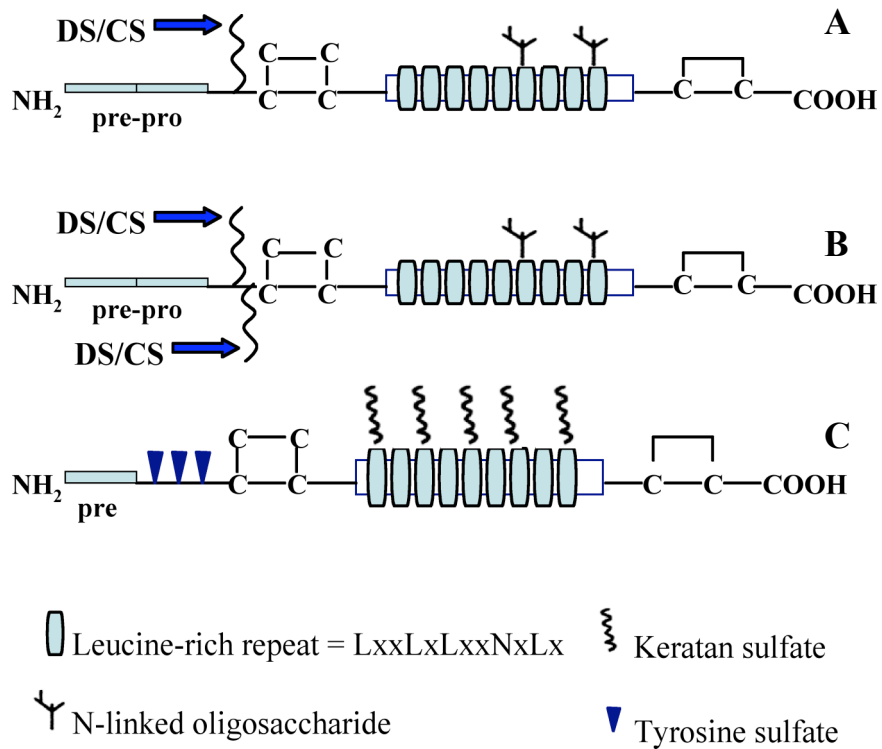 DS/CS
A
C C
NH2 C C C C COOH
pre-pro
DS/CS
B
C C
NH2 C C C C COOH
pre-pro
DS/CS
C
C C
NH2 C C C C COOH
pre
Leucine-rich repeat = LxxLxLxxNxLx
Keratan sulfate
N-linked oligosaccharide
Tyrosine sulfate